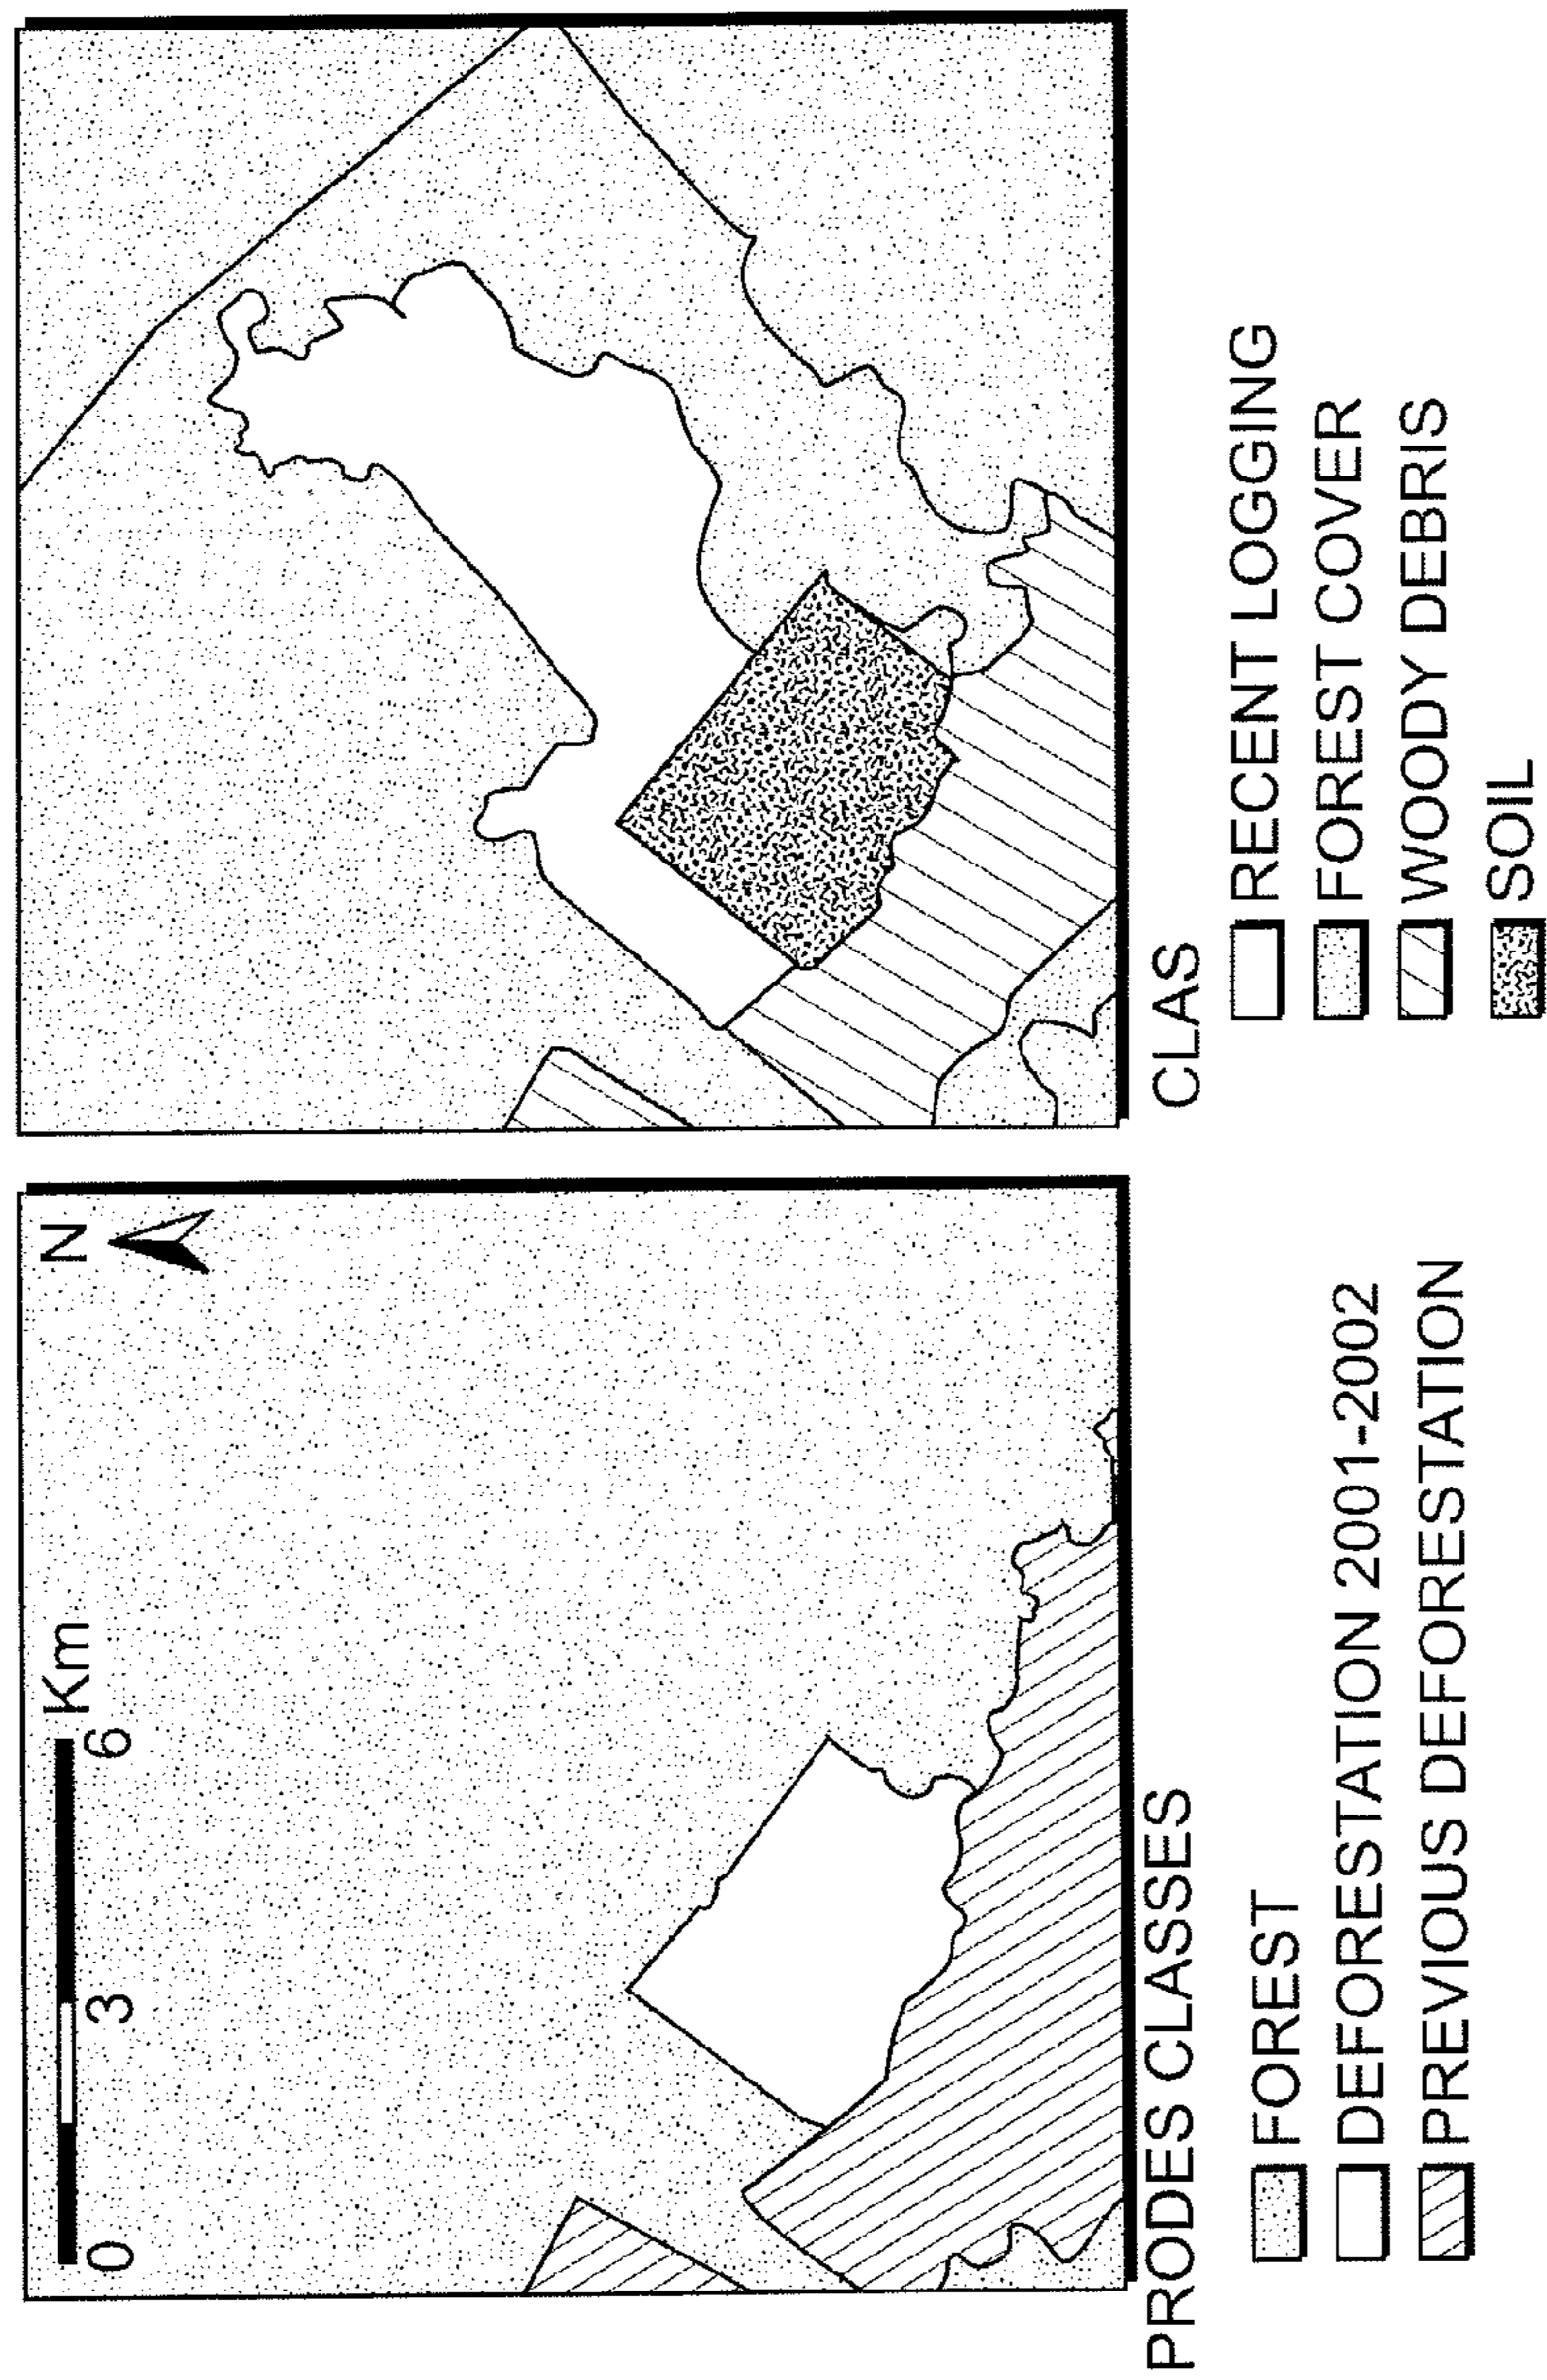 0 3 6 Km
N
PRODES CLASSES
FOREST
DEFORESTATION 2001-2002
PREVIOUS DEFORESTATION
CLAS
RECENT LOGGING
FOREST COVER
WOODY DEBRIS
SOIL